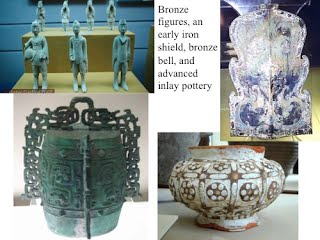 Bronze
figures, an
early iron
shield, bronze
bell, and
advanced
inlay pottery